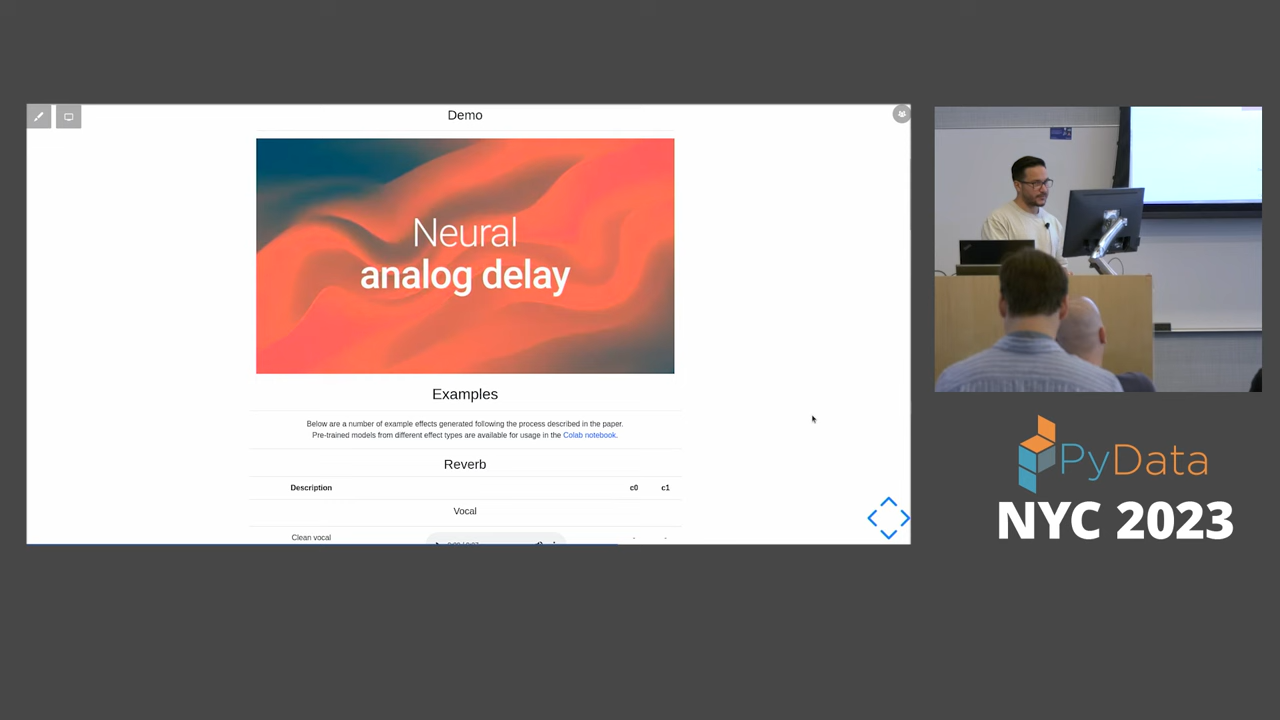 Demo
Neural
analog delay
Examples
Below are a number of example effects generated following the process described in the paper.
Pre-trained models from different effect types are available for usage in the Colab notebook.
Reverb
Description c0 c1
Vocal
Clean vocal - -
PyData
NYC 2023